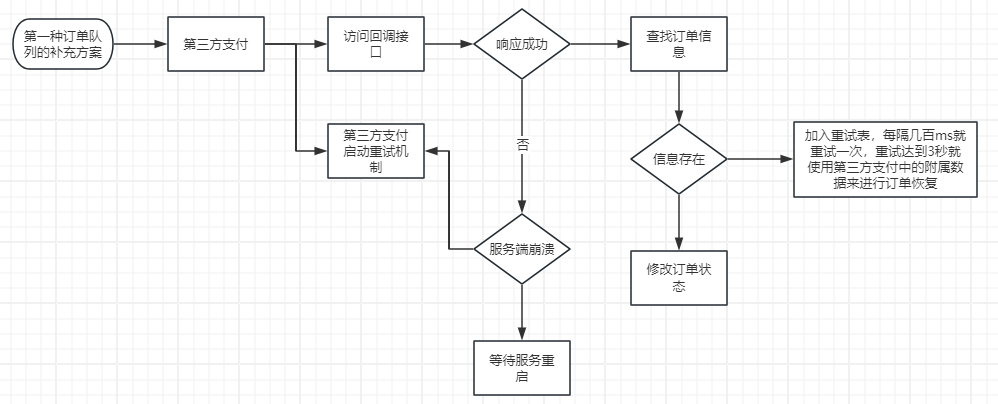 第一种订单队
列的补充方案
第三方支付
访问回调接
口
响应成功
查找订单信
息
第三方支付
启动重试机
制
否
信息存在
加入重试表，每隔几百ms就
重试一次，重试达到3秒就
使用第三方支付中的附属数
据来进行订单恢复
服务端崩溃
修改订单状
态
等待服务重
启